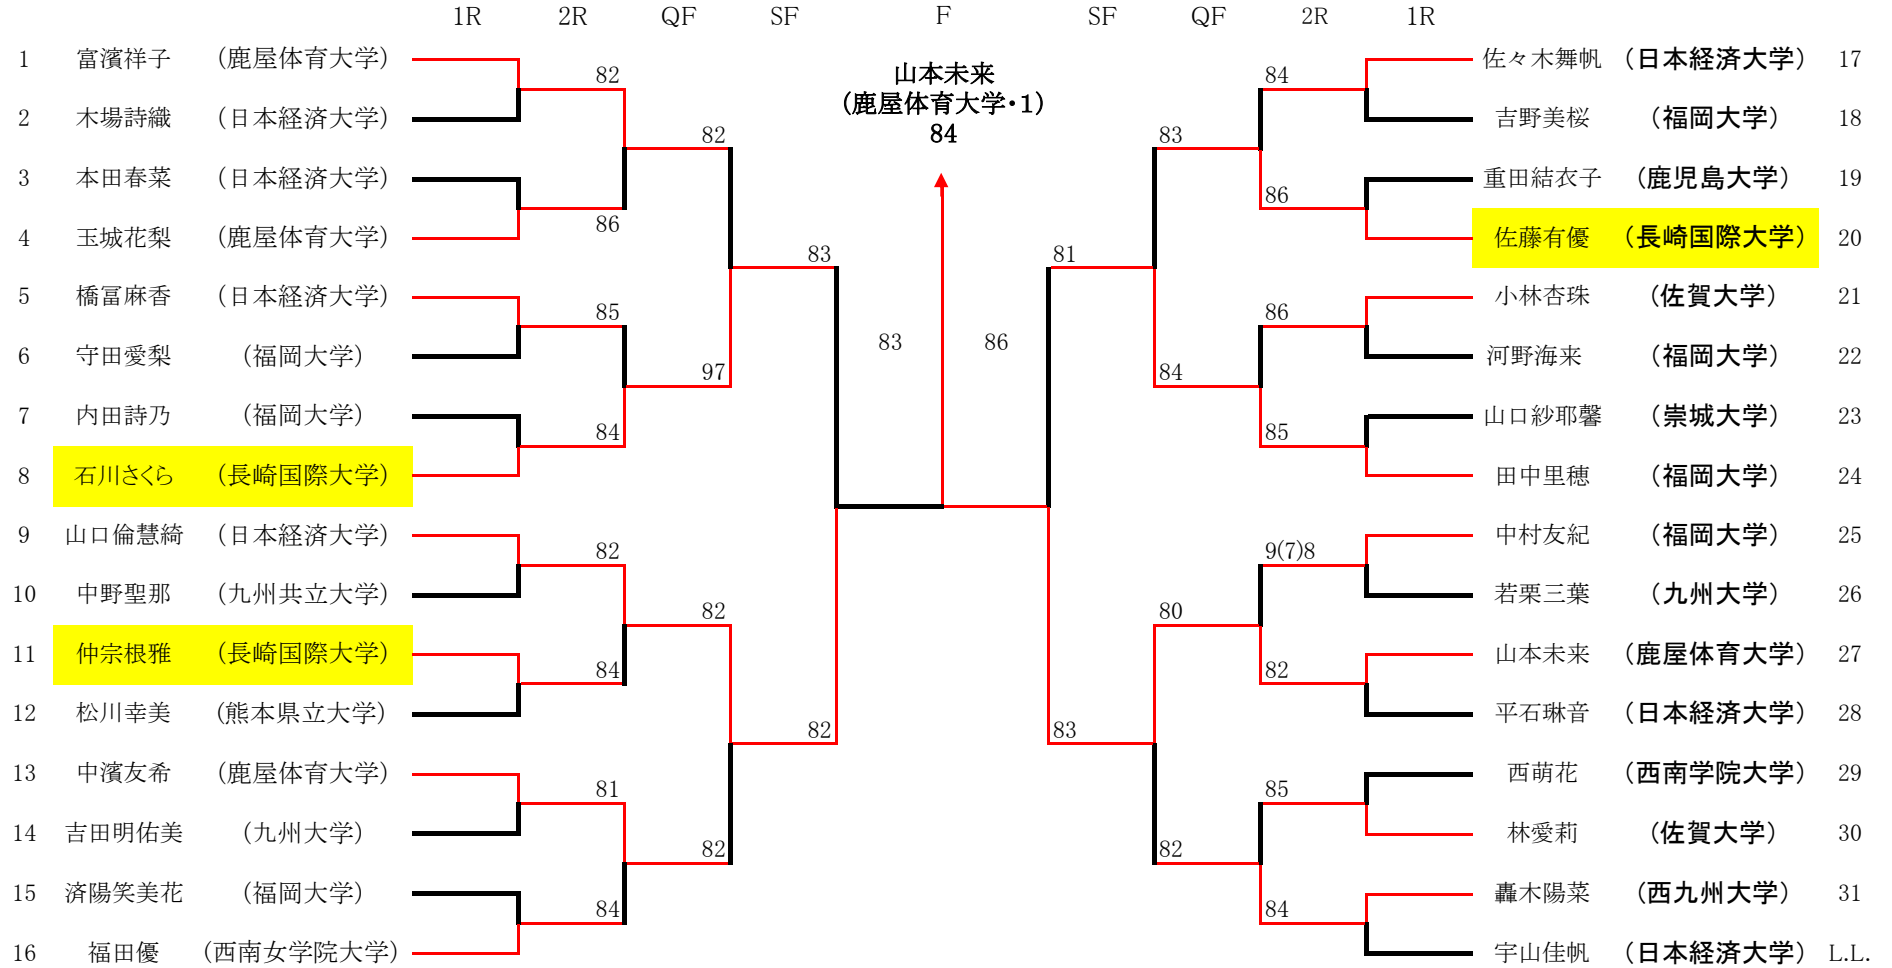 1R 2R QF SF F SF QF 2R 1R
1 富濱祥子 (鹿屋体育大学) 佐々木舞帆 (日本経済大学) 17
山本未来
82 84
(鹿屋体育大学・1)
2 木場詩織 (日本経済大学) 吉野美桜 (福岡大学) 18
82 84 83
3 本田春菜 (日本経済大学) 重田結衣子 (鹿児島大学) 19
86 86
4 玉城花梨 (鹿屋体育大学) 佐藤有優 (長崎国際大学) 20
83 81
5 橋冨麻香 (日本経済大学) 小林杏珠 (佐賀大学) 21
85 86
83 86
6 守田愛梨 (福岡大学) 河野海来 (福岡大学) 22
97 84
7 内田詩乃 (福岡大学) 山口紗耶馨 (崇城大学) 23
84 85
8 石川さくら (長崎国際大学) 田中里穂 (福岡大学) 24
9 山口倫慧綺 (日本経済大学) 中村友紀 (福岡大学) 25
82 9(7)8
10 中野聖那 (九州共立大学) 若栗三葉 (九州大学) 26
82 80
11 仲宗根雅 (長崎国際大学) 山本未来 (鹿屋体育大学) 27
84 82
12 松川幸美 (熊本県立大学) 平石琳音 (日本経済大学) 28
82 83
13 中濱友希 (鹿屋体育大学) 西萌花 (西南学院大学) 29
81 85
14 吉田明佑美 (九州大学) 林愛莉 (佐賀大学) 30
82 82
15 済陽笑美花 (福岡大学) 轟木陽菜 (西九州大学) 31
84 84
16 福田優 (西南女学院大学) 宇山佳帆 (日本経済大学) L.L.